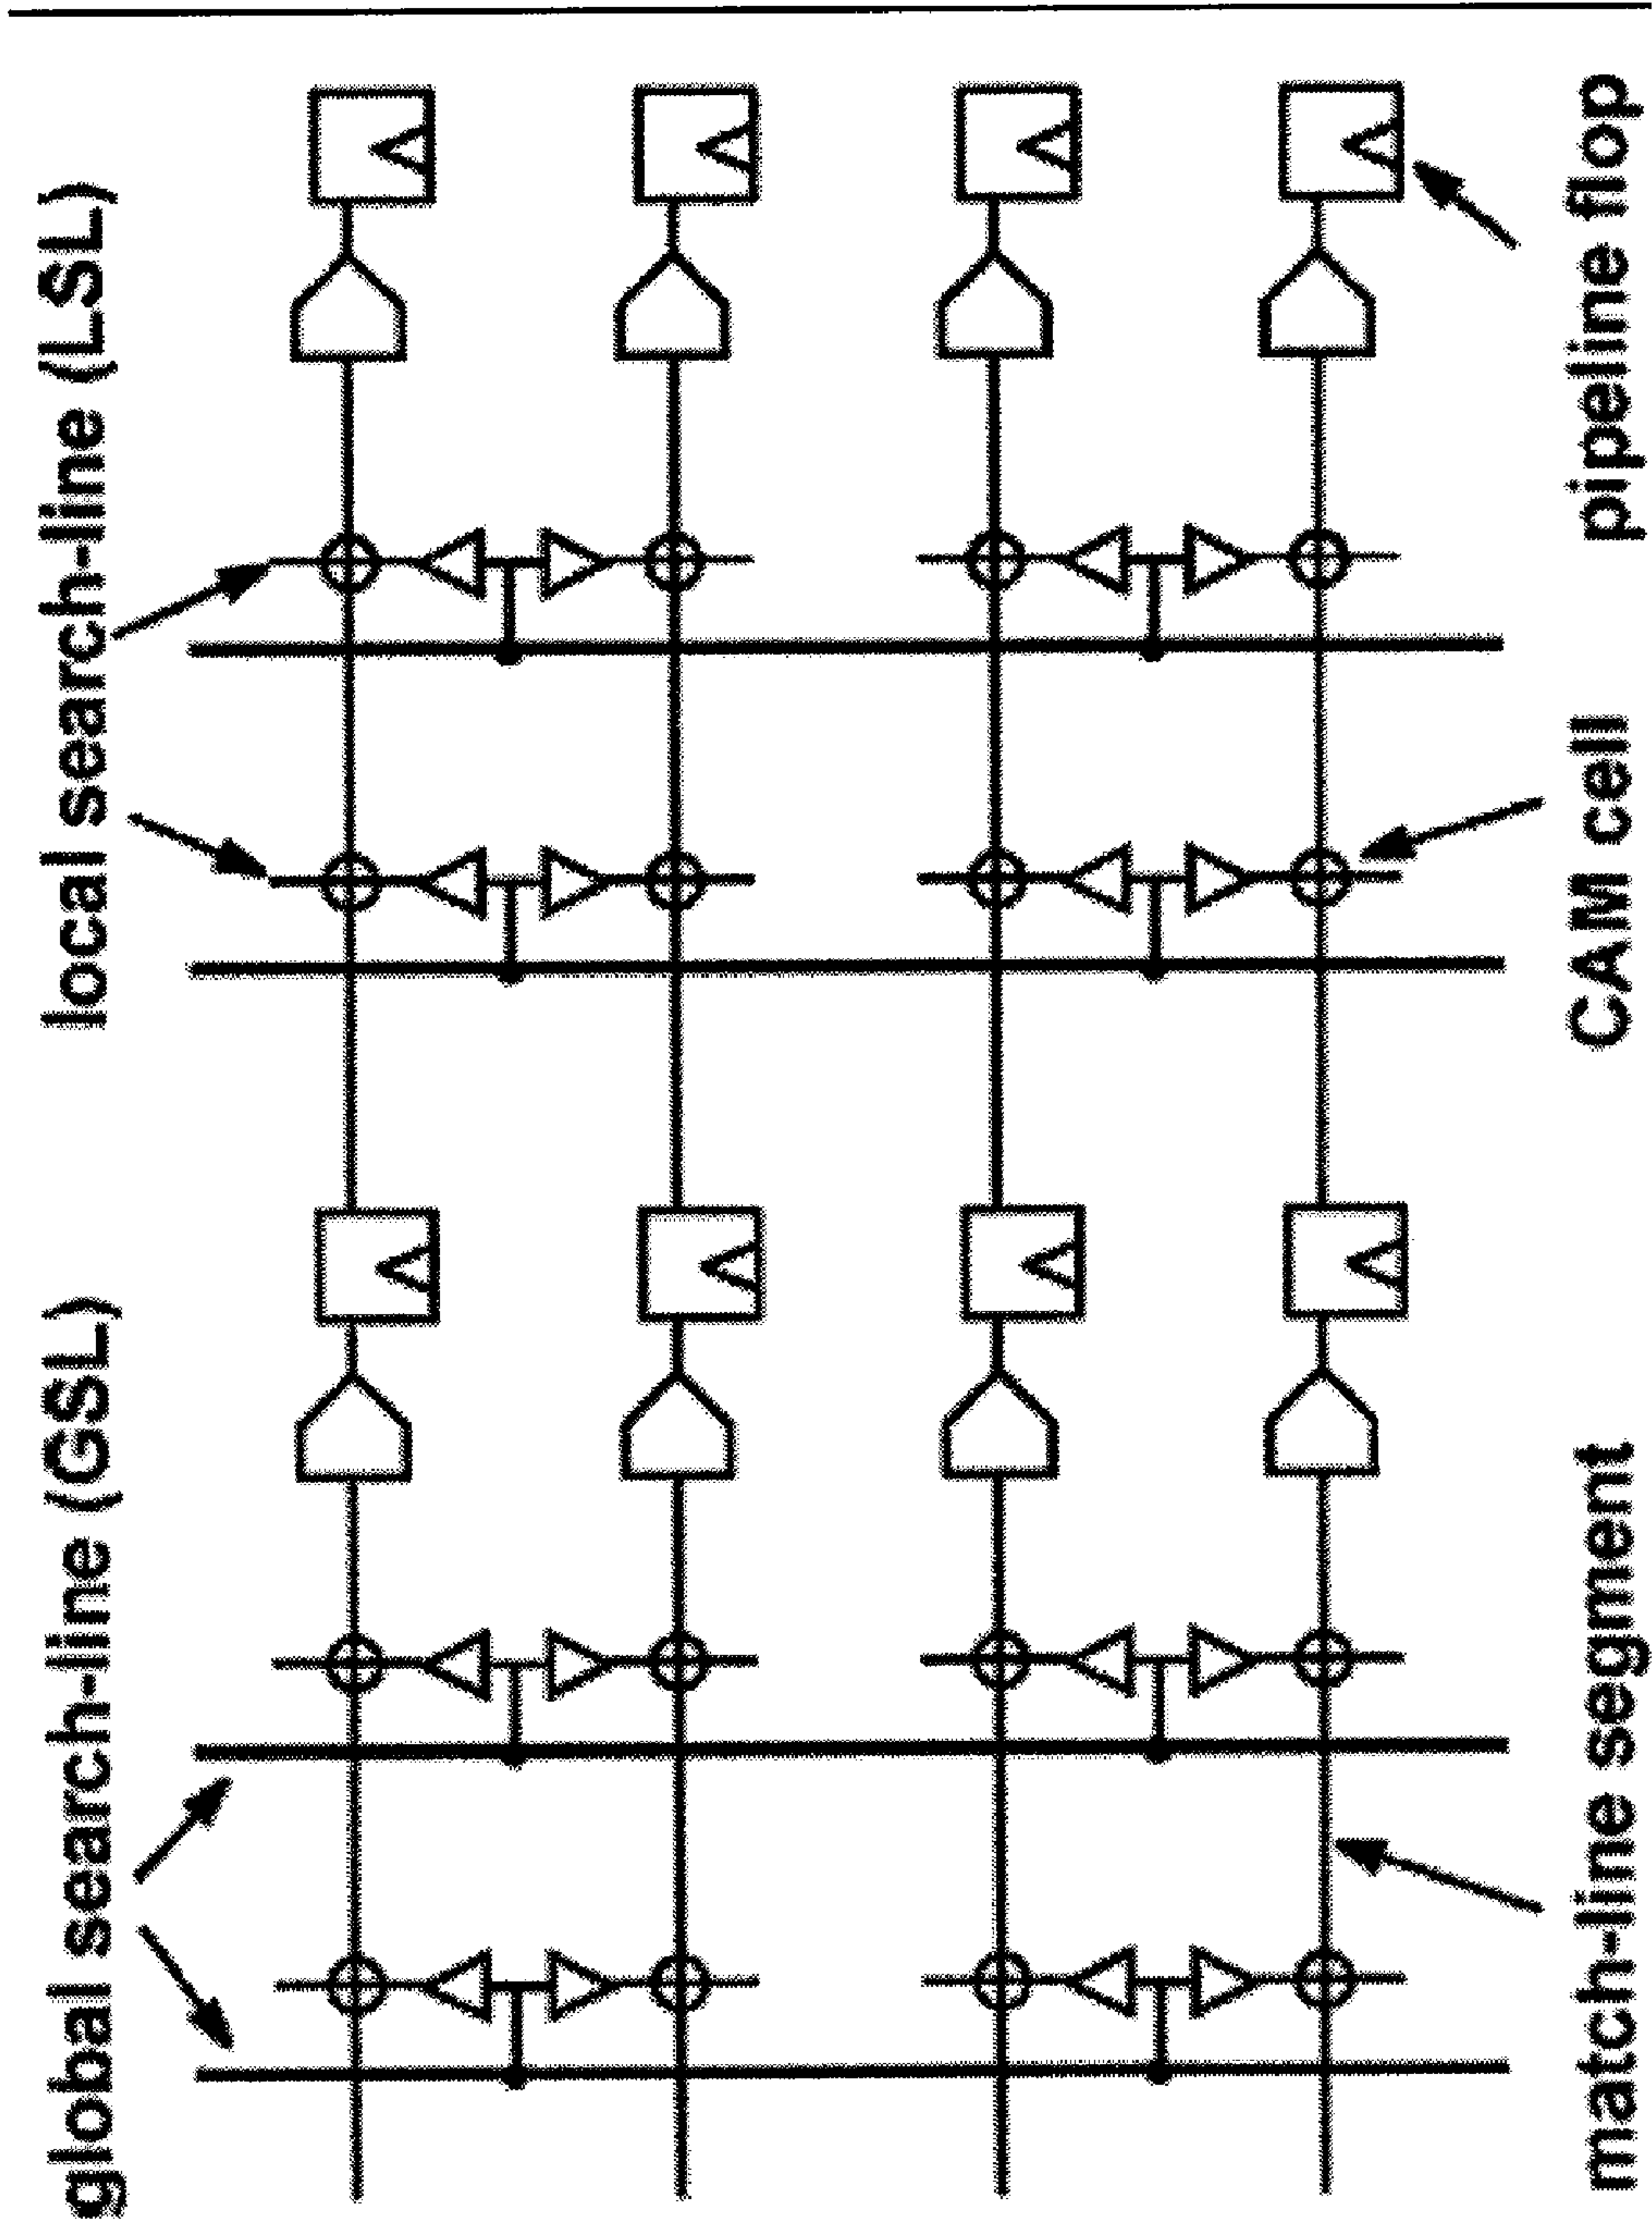 global search-line (GSL)
local search-line (LSL)
match-line segment
CAM cell
pipeline flop